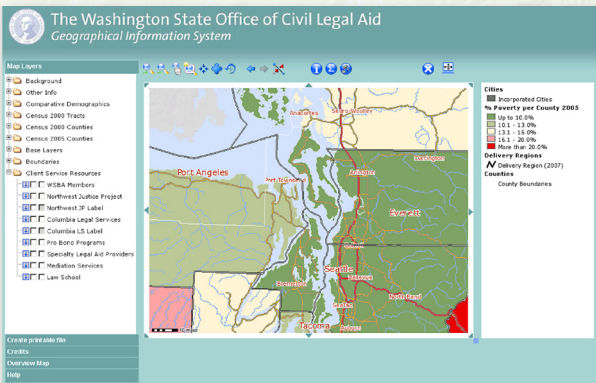 The Washington State Office of Civil Legal Aid
Geographical Information System
Map Layers
Background
Other Info
Comparative Demographics
Census 2000 Tracts
Census 2000 Counties
Census 2005 Counties
Base Layers
Boundaries
Client Service Resources
WSBA Members
Northwest Justice Project
Northwest JP Label
Columbia Legal Services
Columbia LS Label
Pro Bono Programs
Specialty Legal Aid Providers
Mediation Services
Law School
Create printable file
Credits
Overview Map
Help
Anacortes
Sedro-Woolley
Darrington
Port Angeles
Port Townsend
Arlington
Everett
Seattle
Bellevue
Bremerton
North Bend
Tacoma
Auburn
Cities
Incorporated Cities
% Poverty per County 2005
Up to 10.0%
10.1 - 13.0%
13.1 - 15.0%
16.1 - 20.0%
More than 20.0%
Delivery Regions
Delivery Region (2007)
Counties
County Boundaries